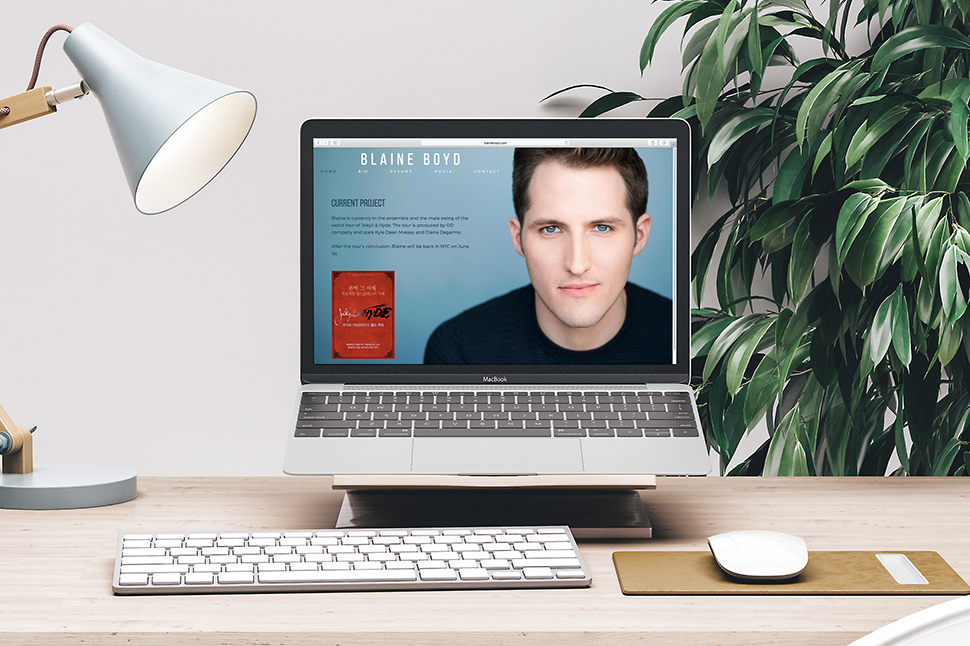 blaineboyd.com
BLAINE BOYD
HOME BIO RESUME MEDIA CONTACT
CURRENT PROJECT
Blaine is currently in the ensemble and the male swing of the
world tour of Jekyll & Hyde. The tour is produced by OD
company and stars Kyle Dean Massey and Diana Degarmo.
After the tour's conclusion, Blaine will be back in NYC on June
1st.
Jekyll & HYDE
MacBook